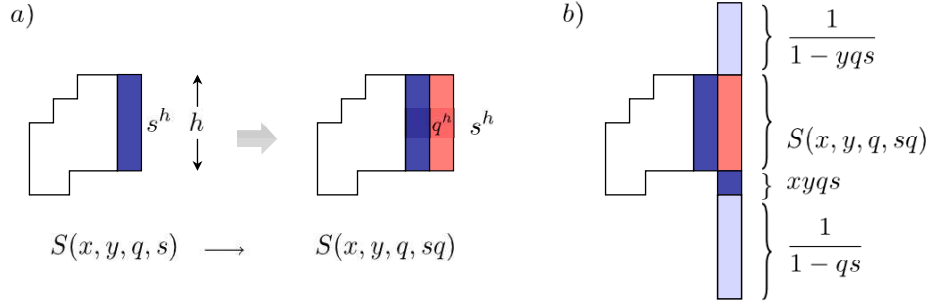 a)
s^h
h
q^h
s^h
S(x, y, q, s) ⟶ S(x, y, q, sq)
b)
1
1 − yqs
S(x, y, q, sq)
xyqs
1
1 − qs